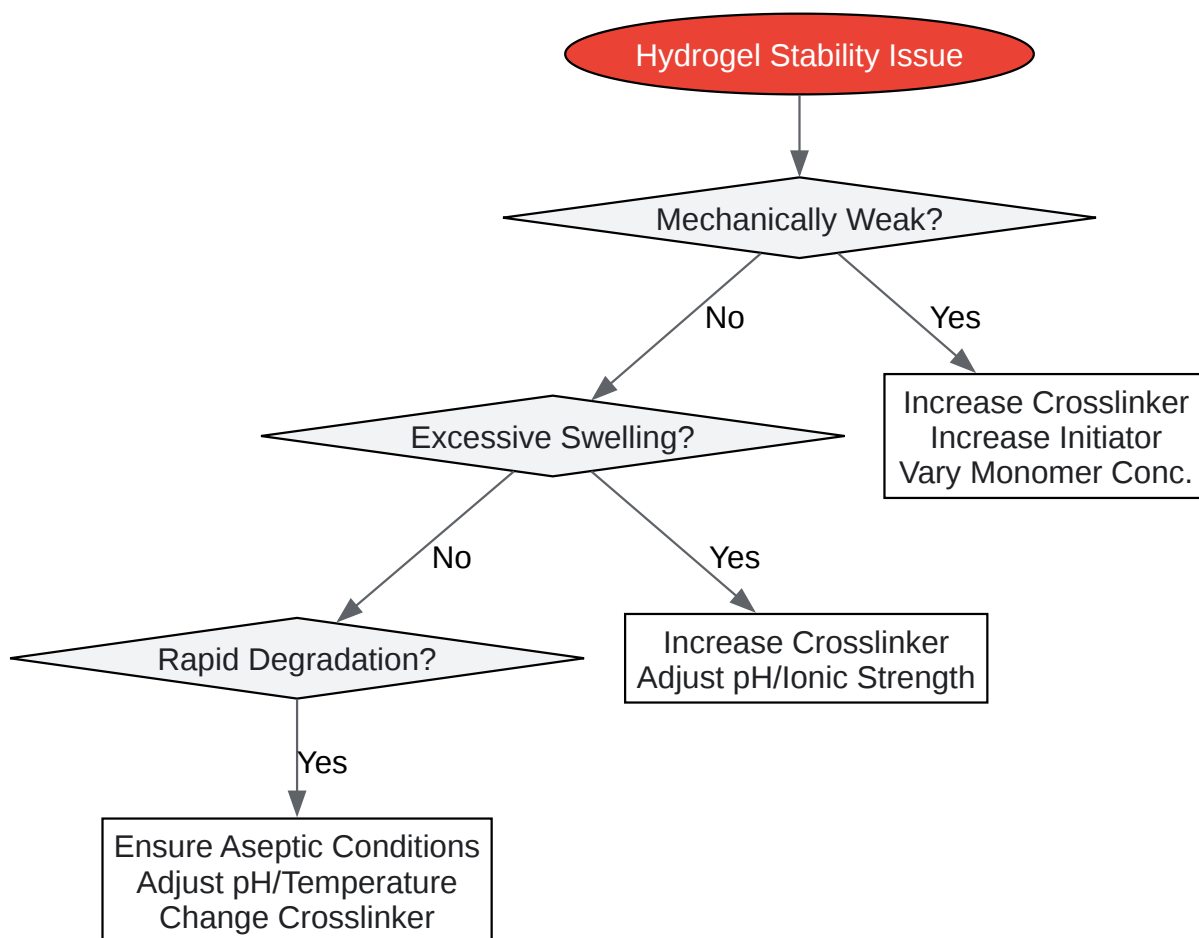 Hydrogel Stability Issue
Mechanically Weak?
No
Yes
Increase Crosslinker
Increase Initiator
Vary Monomer Conc.
Excessive Swelling?
No
Yes
Increase Crosslinker
Adjust pH/Ionic Strength
Rapid Degradation?
Yes
Ensure Aseptic Conditions
Adjust pH/Temperature
Change Crosslinker